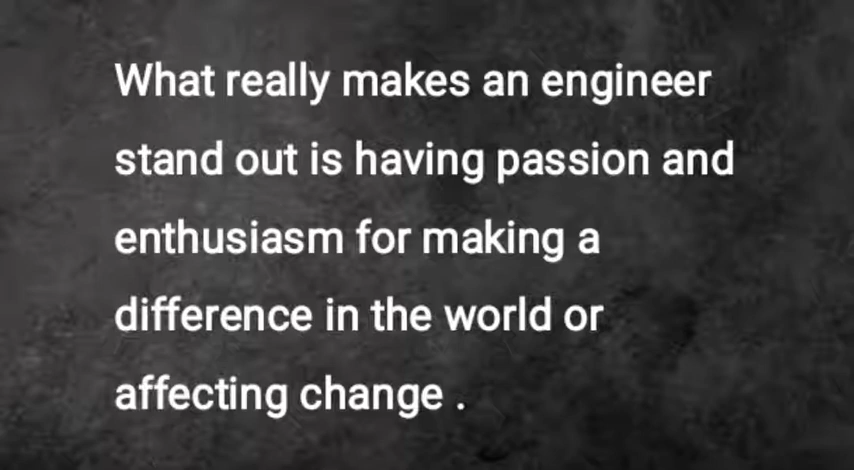 What really makes an engineer
stand out is having passion and
enthusiasm for making a
difference in the world or
affecting change .